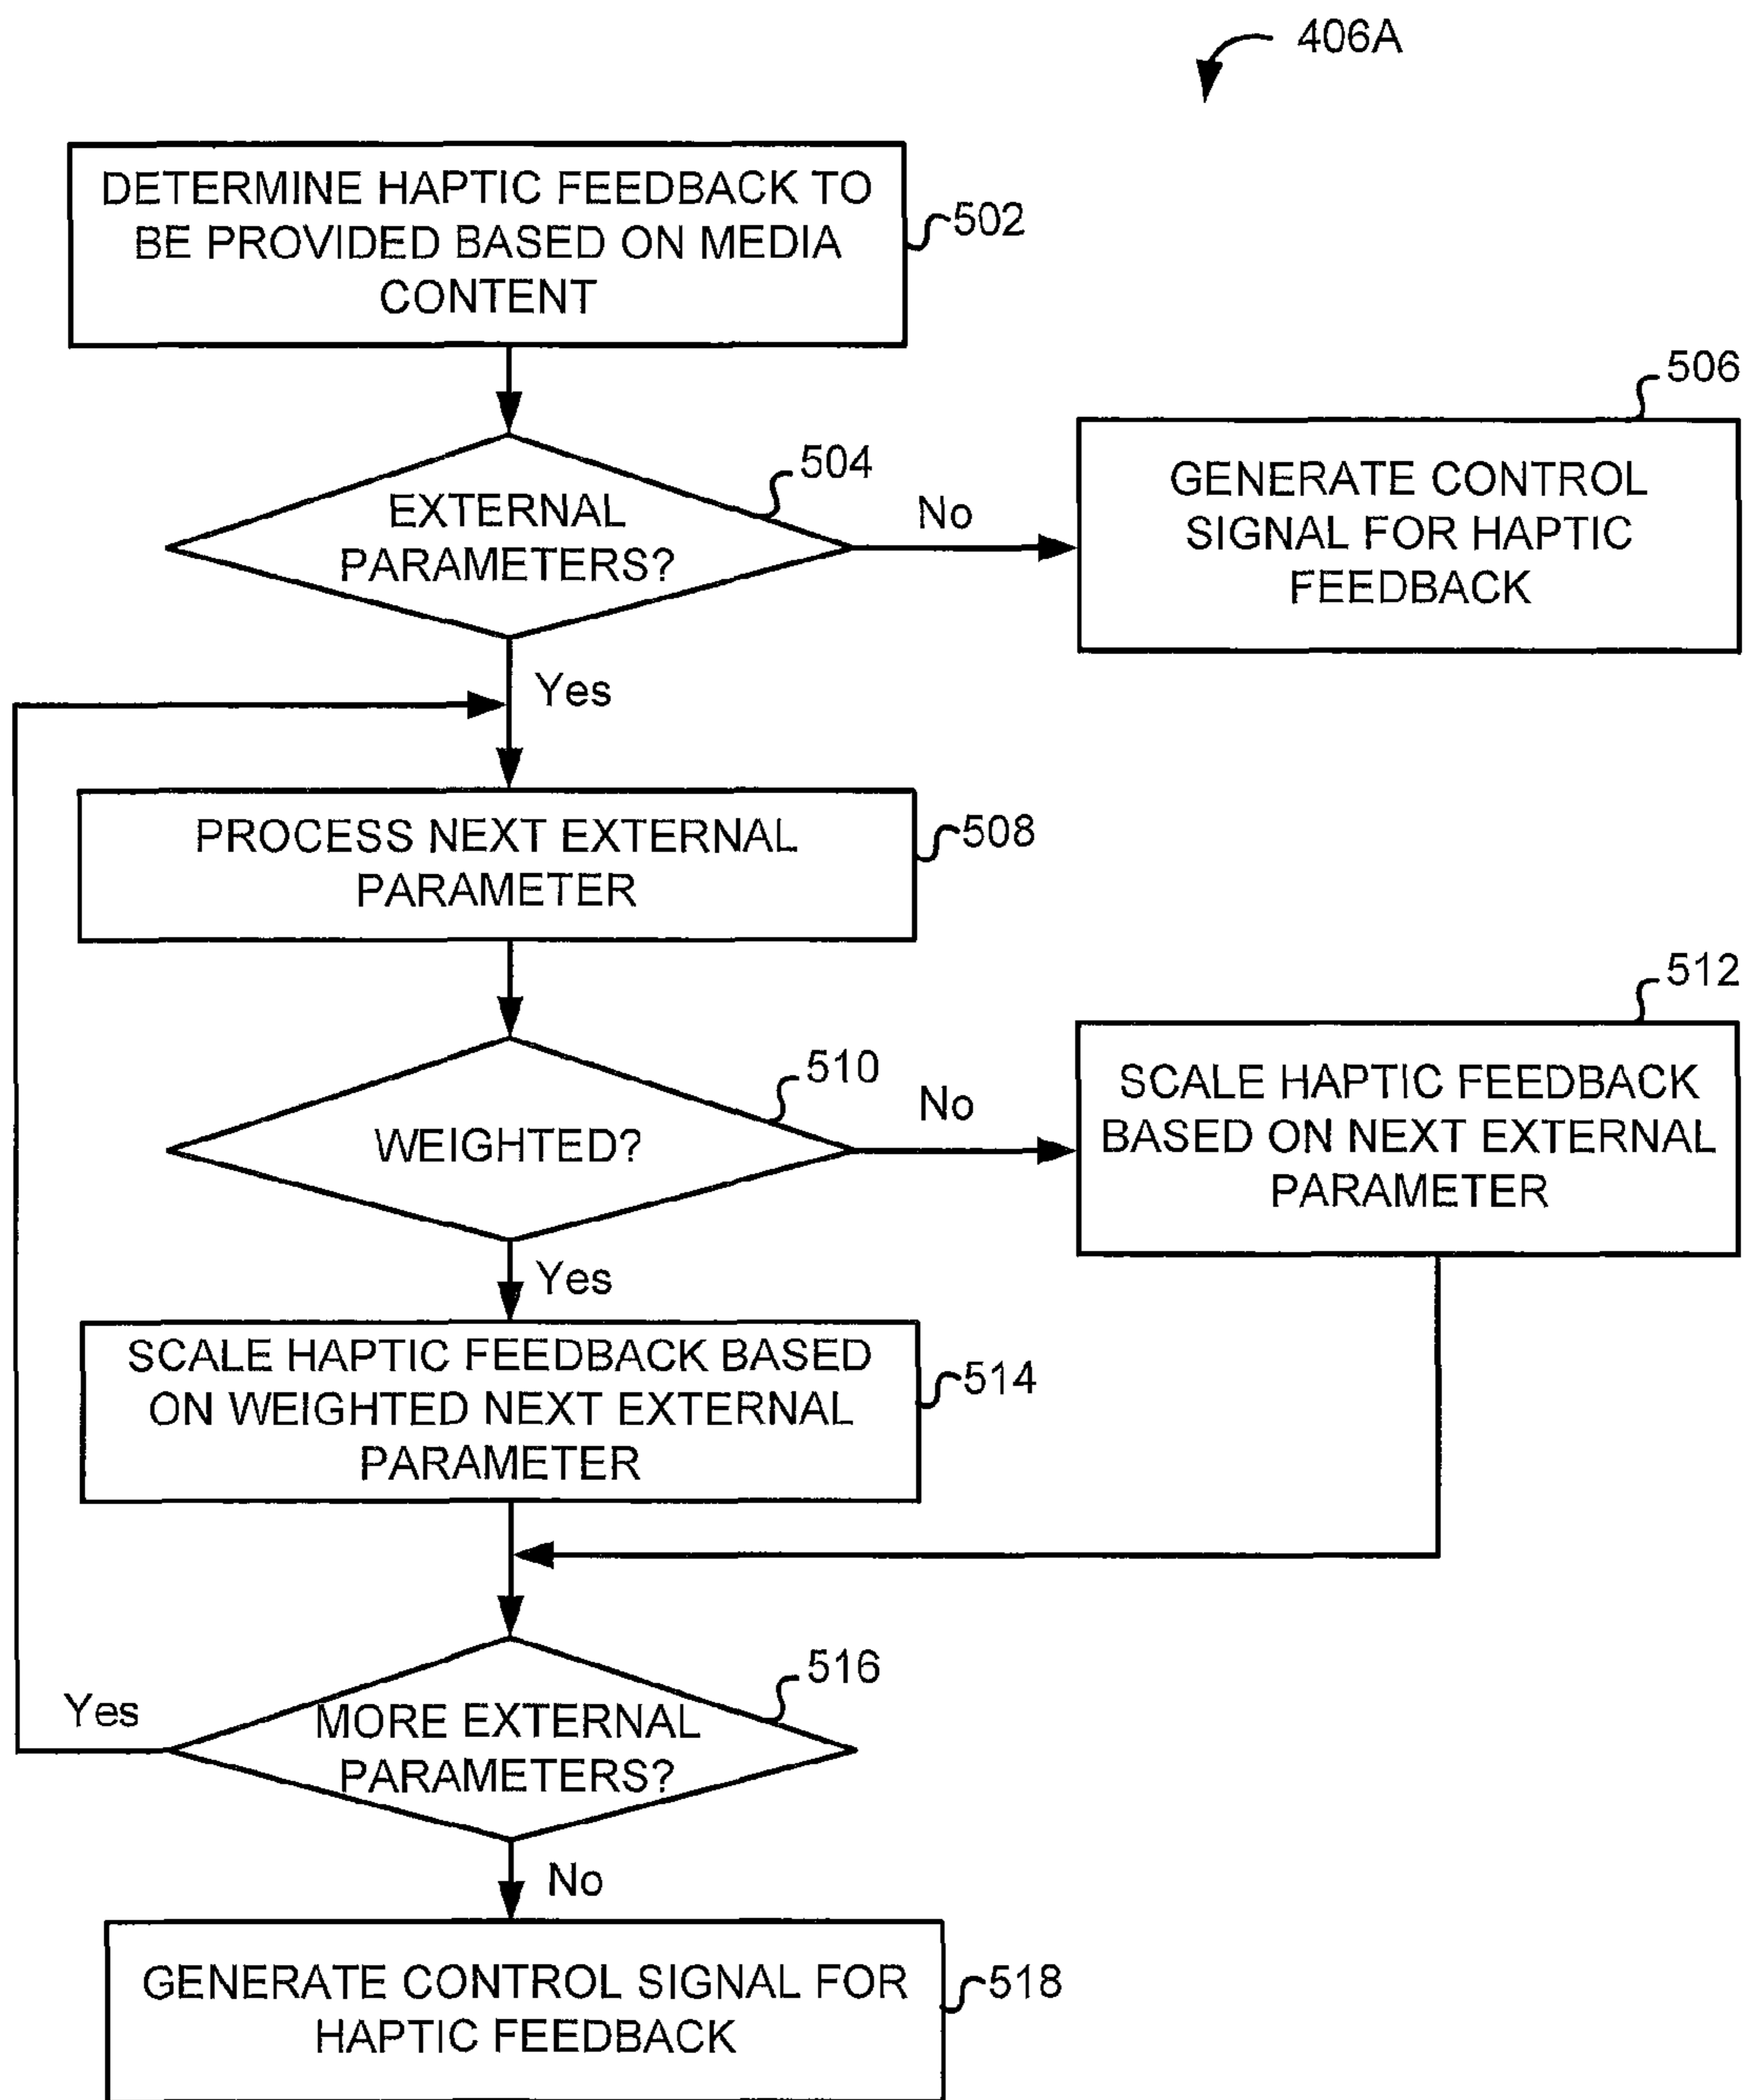 406A
DETERMINE HAPTIC FEEDBACK TO
BE PROVIDED BASED ON MEDIA
CONTENT
502
504
EXTERNAL
PARAMETERS?
No
506
GENERATE CONTROL
SIGNAL FOR HAPTIC
FEEDBACK
Yes
PROCESS NEXT EXTERNAL
PARAMETER
508
510
WEIGHTED?
No
512
SCALE HAPTIC FEEDBACK
BASED ON NEXT EXTERNAL
PARAMETER
Yes
SCALE HAPTIC FEEDBACK BASED
ON WEIGHTED NEXT EXTERNAL
PARAMETER
514
516
MORE EXTERNAL
PARAMETERS?
Yes
No
GENERATE CONTROL SIGNAL FOR
HAPTIC FEEDBACK
518